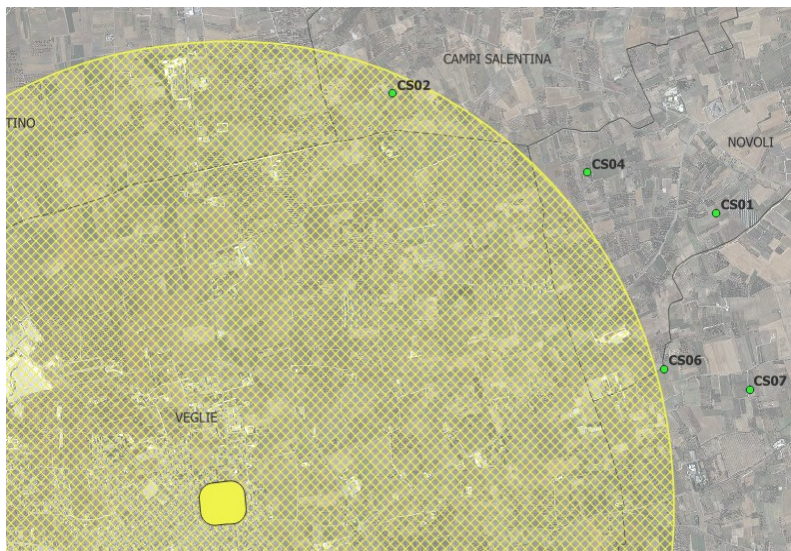 CAMPI SALENTINA
CS02
TINO
NOVOLI
CS04
CS01
CS06
CS07
VEGLIE